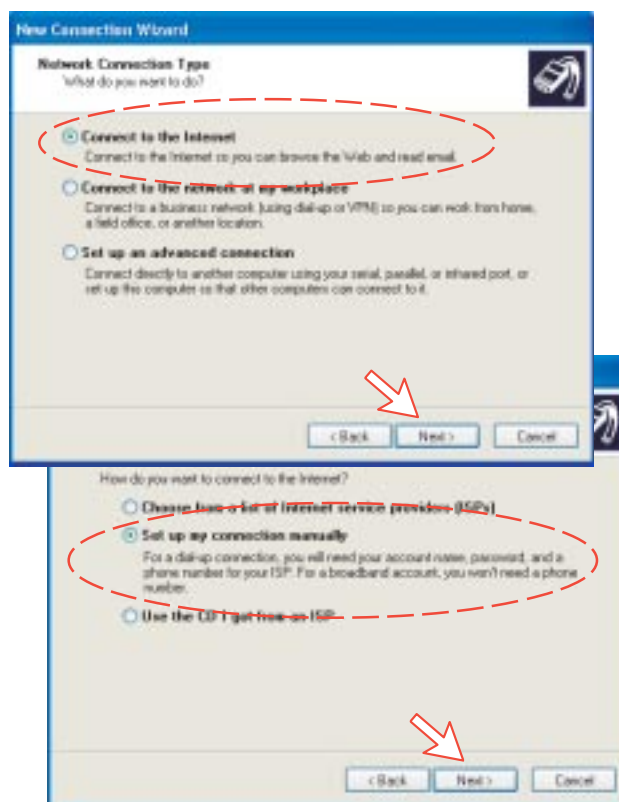 New Connection Wizard
Network Connection Type
What do you want to do?
Connect to the Internet
Connect to the Internet so you can browse the Web and read email.
Connect to the network at my workplace
Connect to a business network (using dial-up or VPN) so you can work from home,
a field office, or another location.
Set up an advanced connection
Connect directly to another computer using your serial, parallel, or infrared port, or
set up this computer so that other computers can connect to it.
< Back
Next >
Cancel
How do you want to connect to the Internet?
Choose from a list of Internet service providers (ISPs)
Set up my connection manually
For a dial-up connection, you will need your account name, password, and a
phone number for your ISP. For a broadband account, you won't need a phone
number.
Use the CD I got from an ISP
< Back
Next >
Cancel